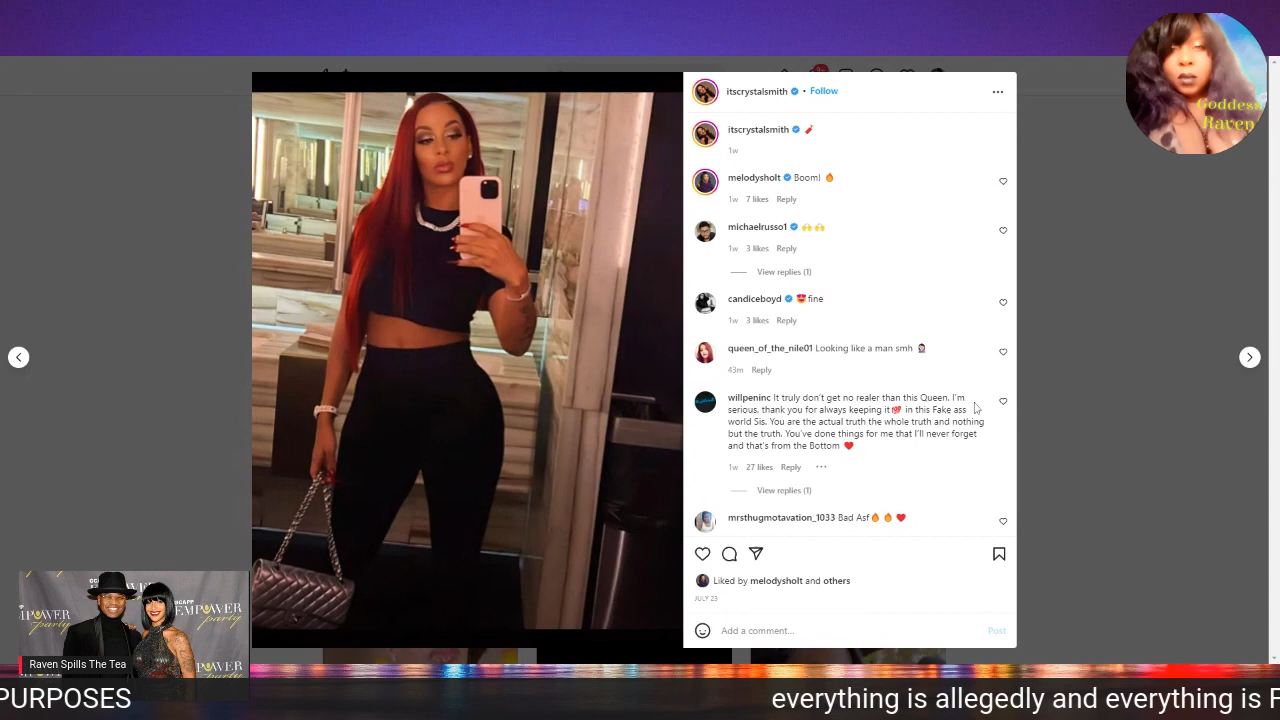 Goddess
Raven
itscrystalsmith • Follow
itscrystalsmith 🧨
1w
melodysholt Boom! 🔥
1w 7 likes Reply
michaelrusso1 🙌 🙌
1w 3 likes Reply
View replies (1)
candiceboyd 😍 fine
1w 3 likes Reply
queen_of_the_nile01 Looking like a man smh 🤦🏻‍♀️
43m Reply
willpeninc It truly don't get no realer than this Queen. I'm
serious, thank you for always keeping it💯 in this Fake ass
world Sis. You are the actual truth the whole truth and nothing
but the truth. You've done things for me that I'll never forget
and that's from the Bottom ❤️
1w 27 likes Reply •••
View replies (1)
mrsthugmotavation_1033 Bad Asf🔥 🔥 ❤️
Liked by melodysholt and others
JULY 23
Add a comment...
Post
POWER
party
GCAPP
EMPOWER
party
Raven Spills The Tea
PURPOSES
everything is allegedly and everything is F